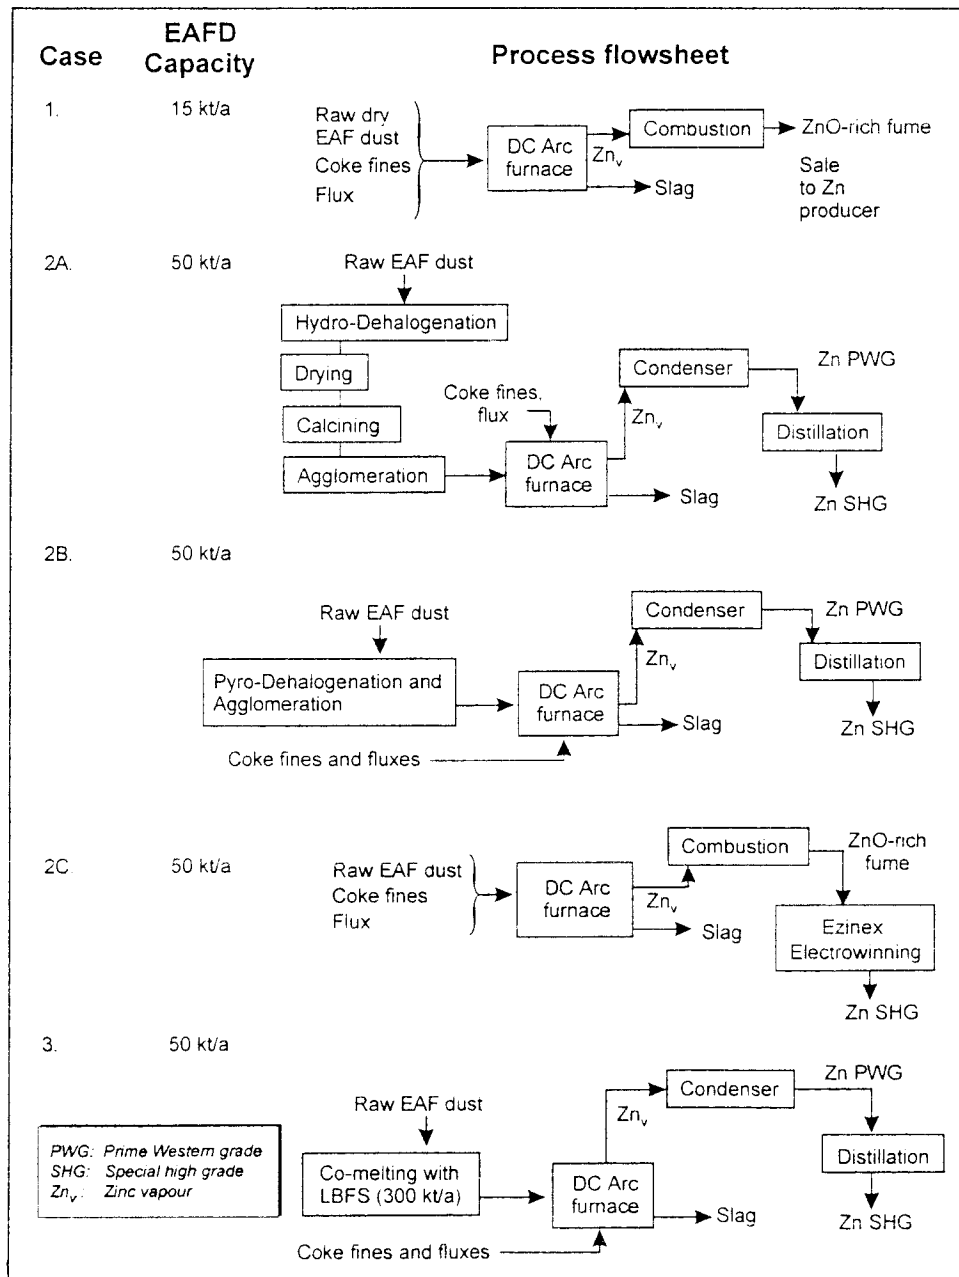 Case
EAFD
Capacity
Process flowsheet
1.
15 kt/a
Raw dry
EAF dust
Coke fines
Flux
DC Arc
furnace
Znv
Combustion
ZnO-rich fume
Slag
Sale
to Zn
producer
2A.
50 kt/a
Raw EAF dust
Hydro-Dehalogenation
Drying
Calcining
Agglomeration
Coke fines,
flux
DC Arc
furnace
Znv
Condenser
Zn PWG
Distillation
Slag
Zn SHG
2B.
50 kt/a
Raw EAF dust
Pyro-Dehalogenation and
Agglomeration
Coke fines and fluxes
DC Arc
furnace
Znv
Condenser
Zn PWG
Distillation
Slag
Zn SHG
2C.
50 kt/a
Raw EAF dust
Coke fines
Flux
DC Arc
furnace
Znv
Combustion
ZnO-rich
fume
Slag
Ezinex
Electrowinning
Zn SHG
3.
50 kt/a
Raw EAF dust
Co-melting with
LBFS (300 kt/a)
Coke fines and fluxes
DC Arc
furnace
Znv
Condenser
Zn PWG
Distillation
Slag
Zn SHG
PWG: Prime Western grade
SHG: Special high grade
Znv: Zinc vapour